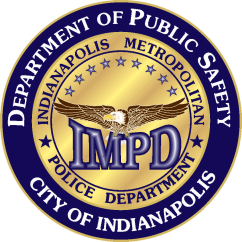 DEPARTMENT OF PUBLIC SAFETY
INDIANAPOLIS METROPOLITAN
IMPD
POLICE DEPARTMENT
CITY OF INDIANAPOLIS